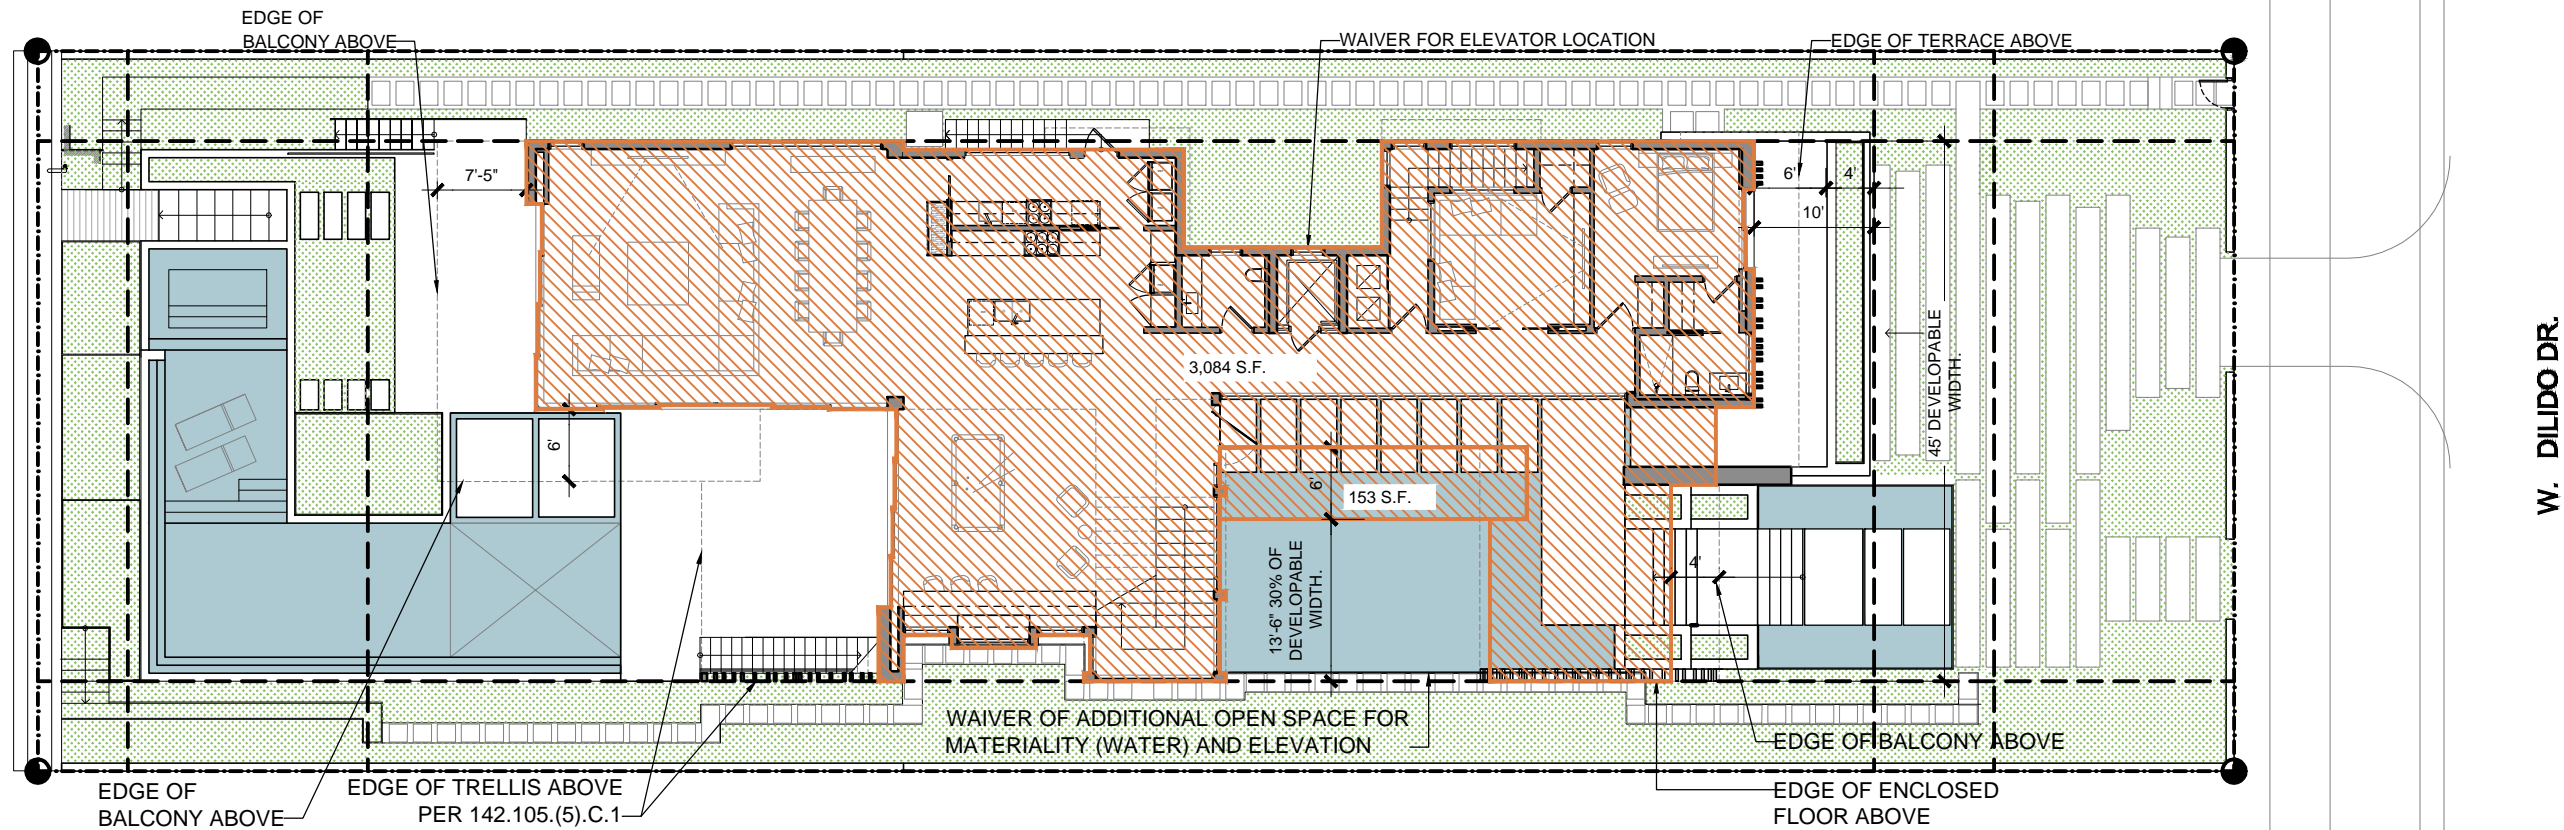 EDGE OF
BALCONY ABOVE
WAIVER FOR ELEVATOR LOCATION
EDGE OF TERRACE ABOVE
7'-5"
6'
4'
10'
3,084 S.F.
45' DEVELOPABLE
WIDTH.
W. DILIDO DR.
6'
6'
153 S.F.
13'-6" 30% OF
DEVELOPABLE
WIDTH.
4'
WAIVER OF ADDITIONAL OPEN SPACE FOR
MATERIALITY (WATER) AND ELEVATION
EDGE OF BALCONY ABOVE
EDGE OF
BALCONY ABOVE
EDGE OF TRELLIS ABOVE
PER 142.105.(5).C.1
EDGE OF ENCLOSED
FLOOR ABOVE